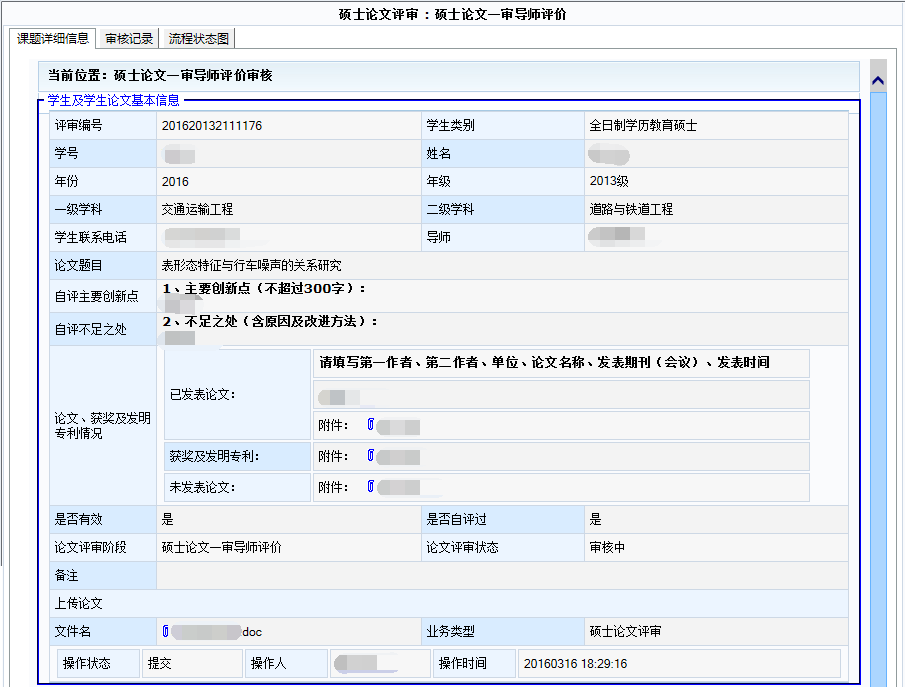 硕士论文评审 : 硕士论文一审导师评价
课题详细信息 审核记录 流程状态图
当前位置: 硕士论文一审导师评价审核
学生及学生论文基本信息
评审编号 201620132111176 学生类别 全日制学历教育硕士
学号 姓名
年份 2016 年级 2013级
一级学科 交通运输工程 二级学科 道路与铁道工程
学生联系电话 导师
论文题目 表形态特征与行车噪声的关系研究
自评主要创新点 1、主要创新点（不超过300字）:
自评不足之处 2、不足之处（含原因及改进方法）:
论文、获奖及发明
专利情况
已发表论文:
请填写第一作者、第二作者、单位、论文名称、发表期刊（会议）、发表时间
附件:
获奖及发明专利: 附件:
未发表论文: 附件:
是否有效 是 是否自评过 是
论文评审阶段 硕士论文一审导师评价 论文评审状态 审核中
备注
上传论文
文件名 doc 业务类型 硕士论文评审
操作状态 提交 操作人 操作时间 20160316 18:29:16